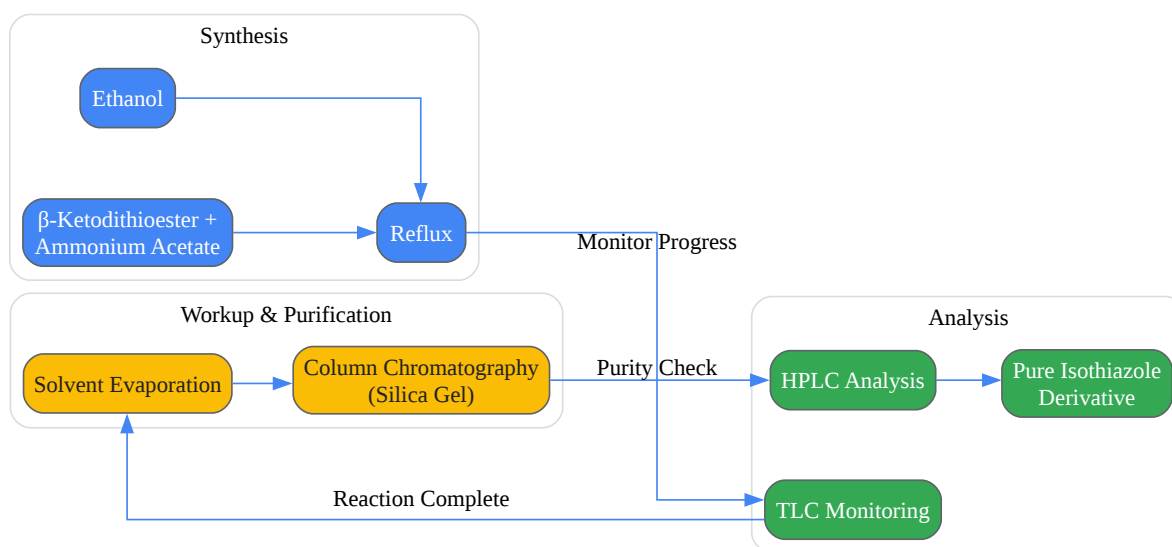 Synthesis
Ethanol
β-Ketodithioester +
Ammonium Acetate
Reflux
Monitor Progress
Workup & Purification
Solvent Evaporation
Column Chromatography
(Silica Gel)
Purity Check
Analysis
HPLC Analysis
Pure Isothiazole
Derivative
Reaction Complete
TLC Monitoring